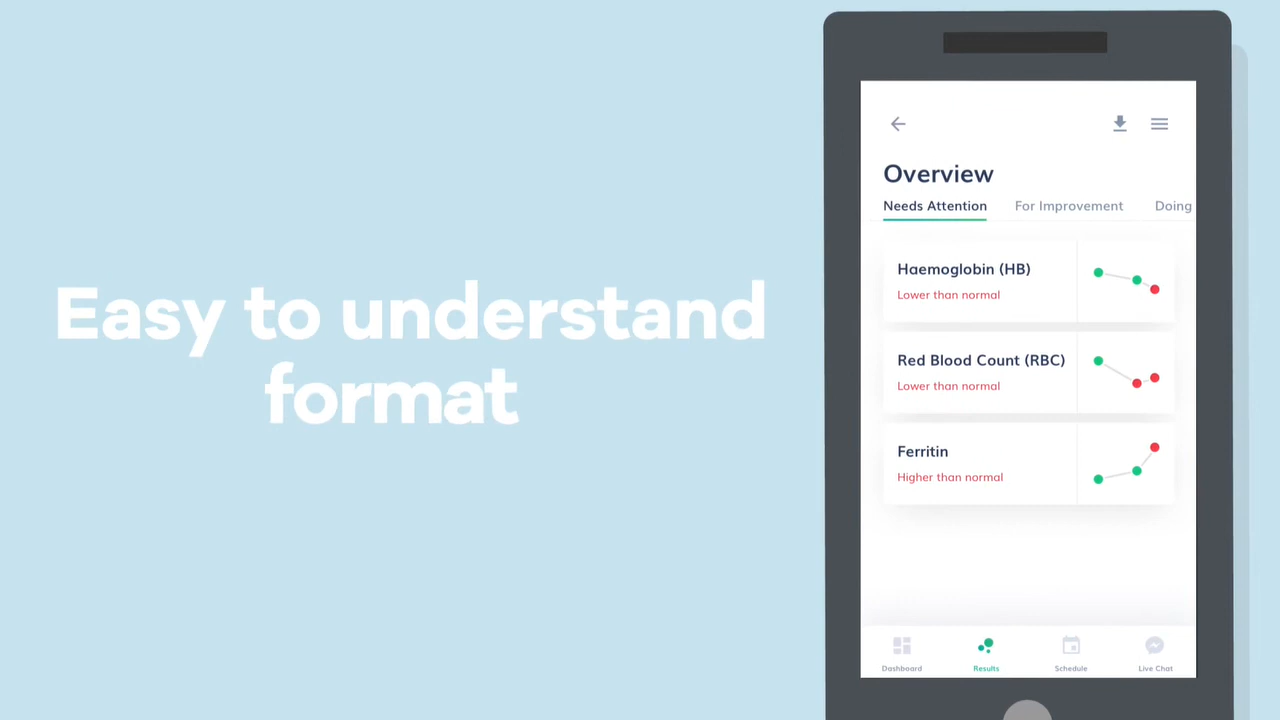 Easy to understand
format
Overview
Needs Attention
For Improvement
Doing
Haemoglobin (HB)
Lower than normal
Red Blood Count (RBC)
Lower than normal
Ferritin
Higher than normal
Dashboard
Results
Schedule
Live Chat